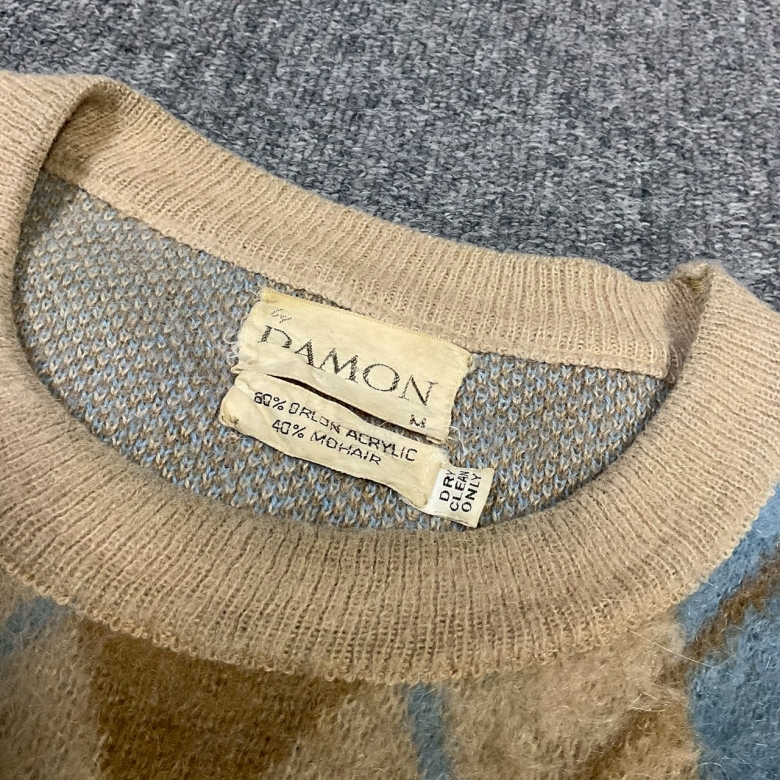 by
DAMON
M
60% ORLON ACRYLIC
40% MOHAIR
DRY
CLEAN
ONLY